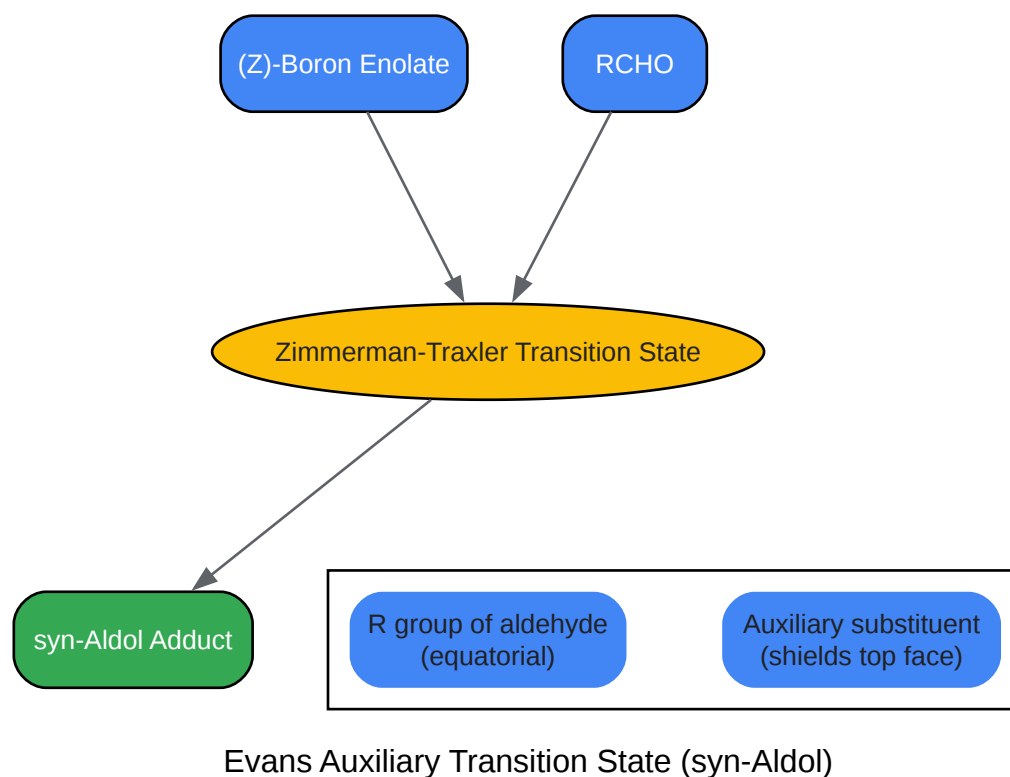 (Z)-Boron Enolate
RCHO
Zimmerman-Traxler Transition State
syn-Aldol Adduct
R group of aldehyde
(equatorial)
Auxiliary substituent
(shields top face)
Evans Auxiliary Transition State (syn-Aldol)